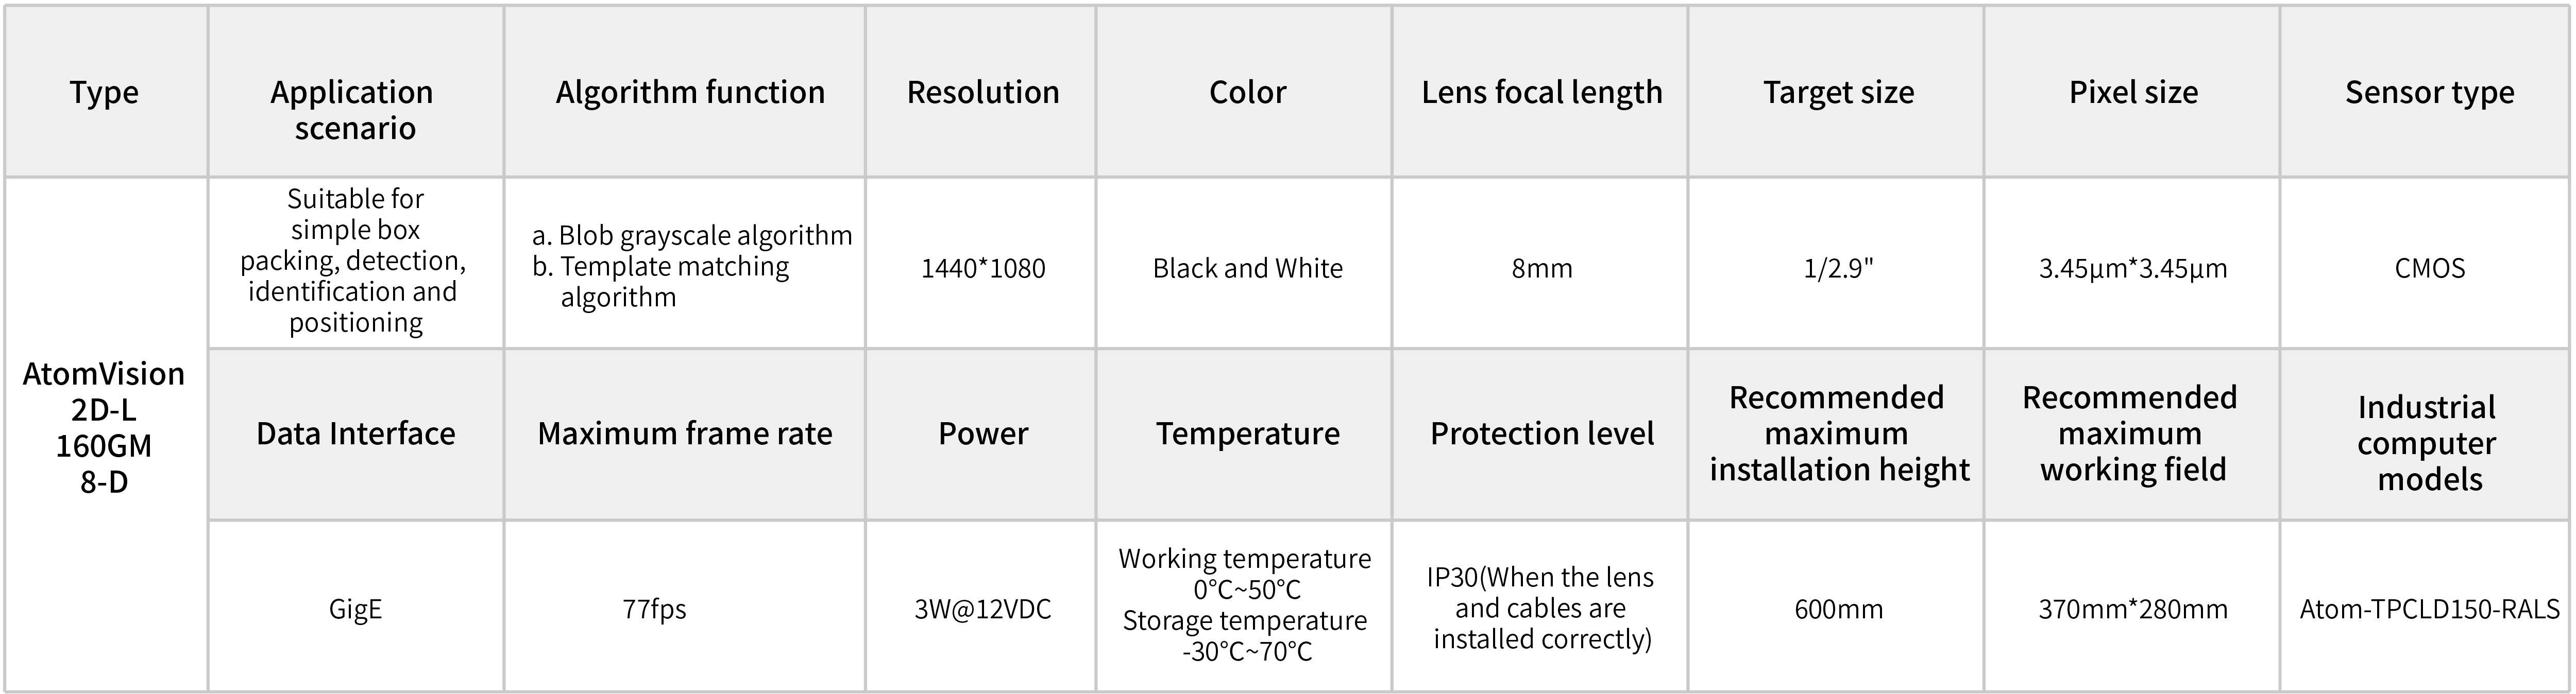 Type
Application
scenario
Algorithm function
Resolution
Color
Lens focal length
Target size
Pixel size
Sensor type
AtomVision
2D-L
160GM
8-D
Suitable for
simple box
packing, detection,
identification and
positioning
a. Blob grayscale algorithm
b. Template matching
algorithm
1440*1080
Black and White
8mm
1/2.9"
3.45μm*3.45μm
CMOS
Data Interface
Maximum frame rate
Power
Temperature
Protection level
Recommended
maximum
installation height
Recommended
maximum
working field
Industrial
computer
models
GigE
77fps
3W@12VDC
Working temperature
0°C~50°C
Storage temperature
-30°C~70°C
IP30(When the lens
and cables are
installed correctly)
600mm
370mm*280mm
Atom-TPCLD150-RALS